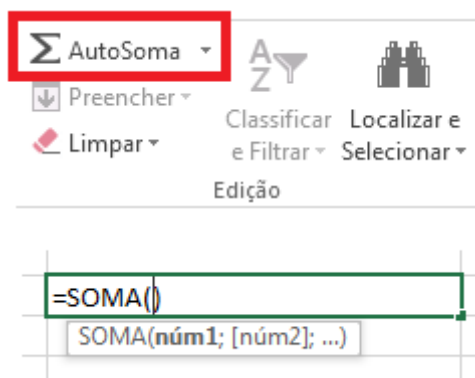 Σ AutoSoma
Preencher
Limpar
A
Z
Classificar
e Filtrar
Localizar e
Selecionar
Edição
=SOMA()
SOMA(núm1; [núm2]; ...)